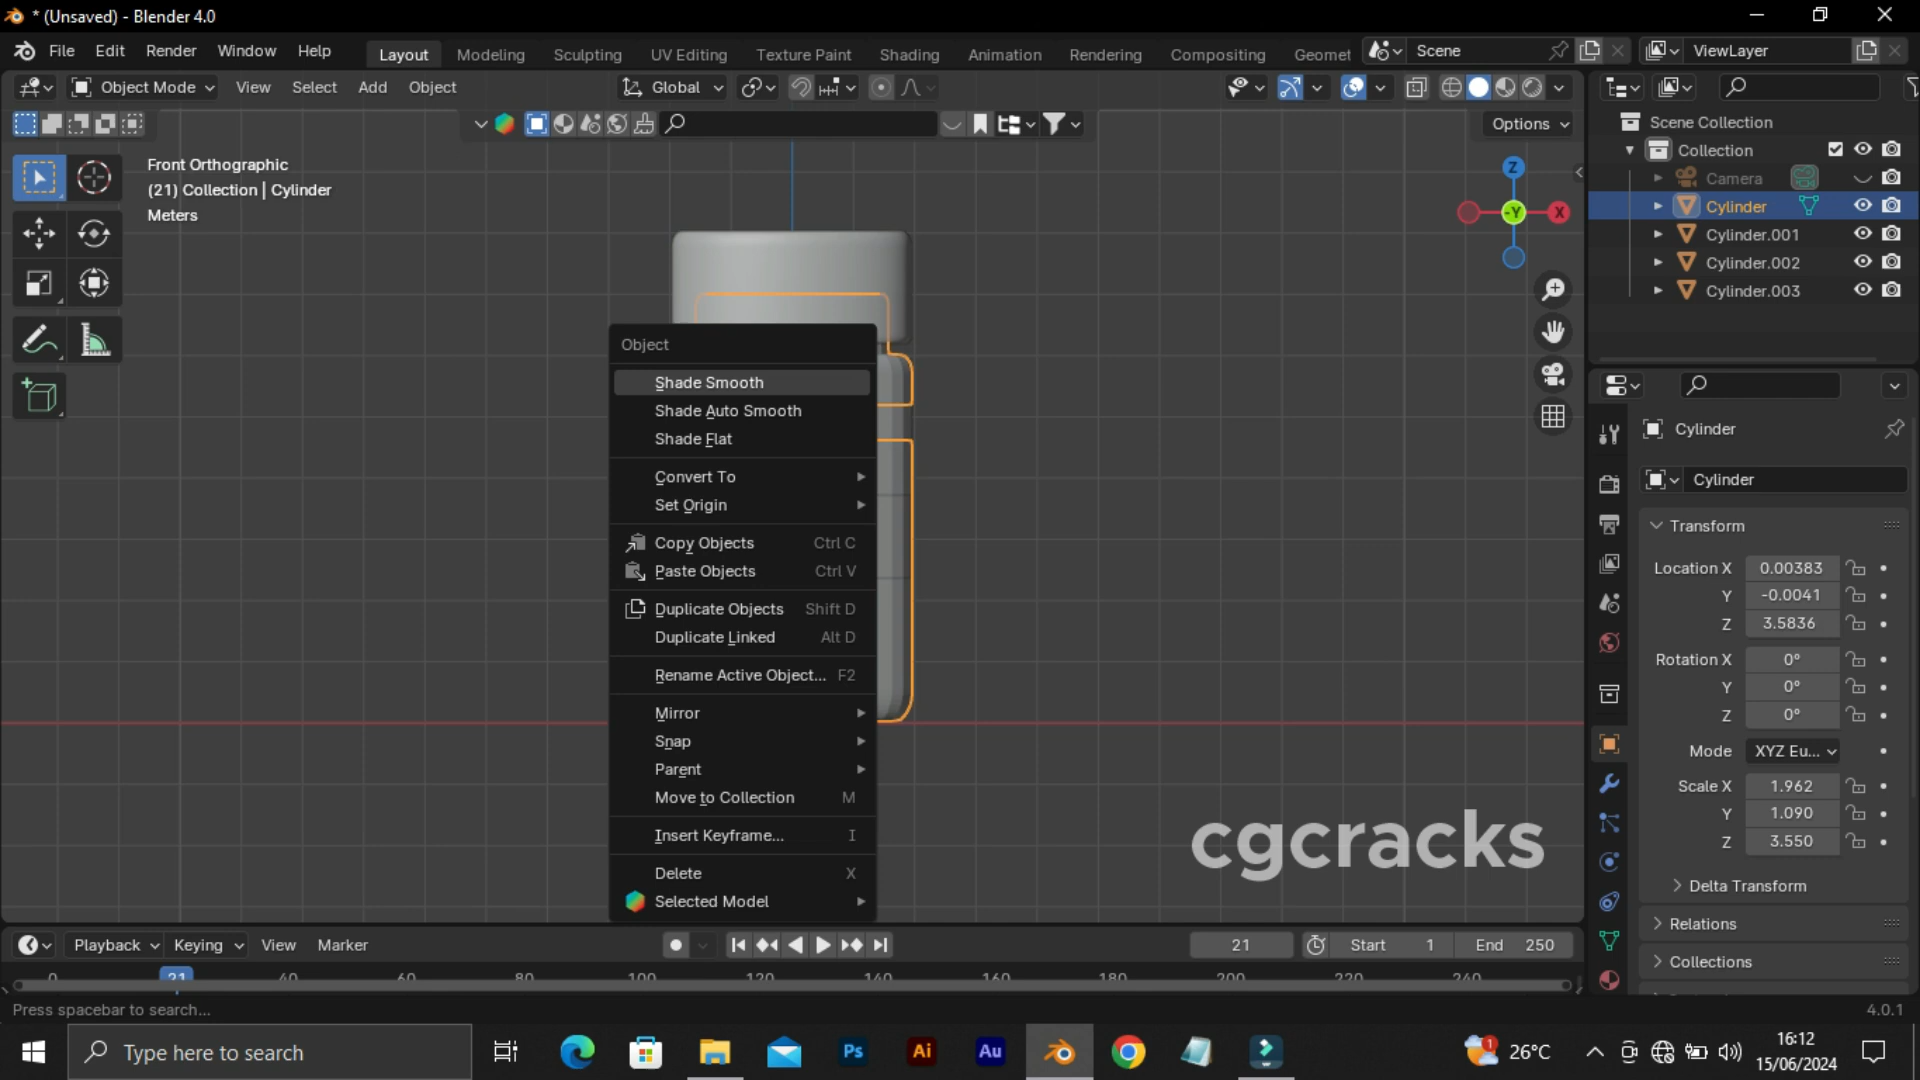 * (Unsaved) - Blender 4.0
File Edit Render Window Help
Layout Modeling Sculpting UV Editing Texture Paint Shading Animation Rendering Compositing Geomet
Scene
ViewLayer
Object Mode View Select Add Object
Global
Options
Front Orthographic
(21) Collection | Cylinder
Meters
Z
-Y
X
Scene Collection
Collection
Camera
Cylinder
Cylinder.001
Cylinder.002
Cylinder.003
Object
Shade Smooth
Shade Auto Smooth
Shade Flat
Convert To
Set Origin
Copy Objects Ctrl C
Paste Objects Ctrl V
Duplicate Objects Shift D
Duplicate Linked Alt D
Rename Active Object... F2
Mirror
Snap
Parent
Move to Collection M
Insert Keyframe... I
Delete X
Selected Model
Cylinder
Cylinder
Transform
Location X 0.00383
Y -0.0041
Z 3.5836
Rotation X 0°
Y 0°
Z 0°
Mode XYZ Eu...
Scale X 1.962
Y 1.090
Z 3.550
Delta Transform
Relations
Collections
cgcracks
Playback Keying View Marker
21 Start 1 End 250
0 21 40 60 80 100 120 140 160 180 200 220 240
Press spacebar to search...
4.0.1
Type here to search
Ps Ai Au
1
26°C
16:12
15/06/2024